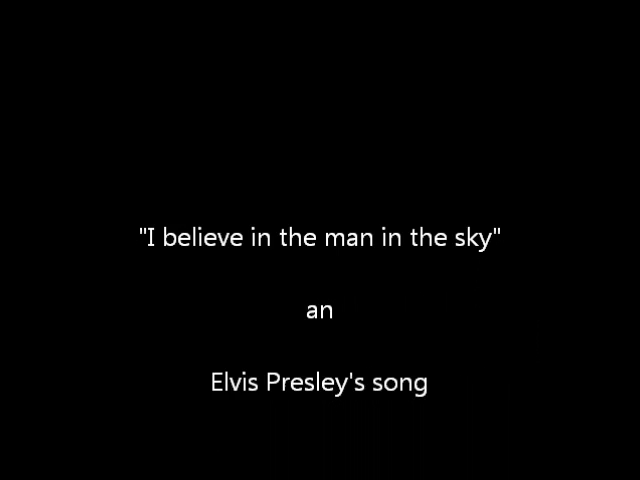 "I believe in the man in the sky"
an
Elvis Presley's song